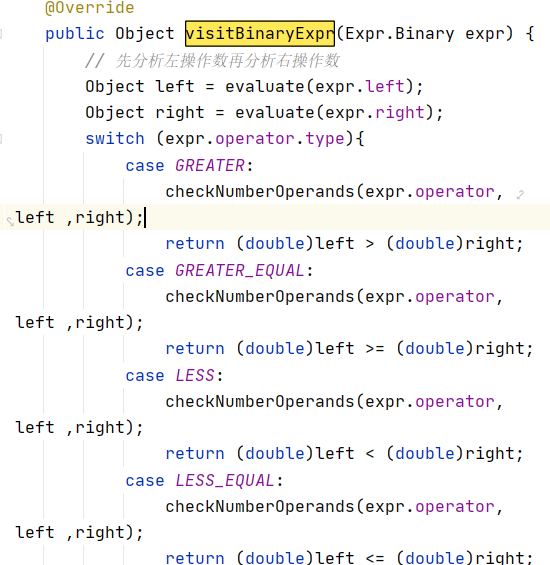 @Override
public Object visitBinaryExpr(Expr.Binary expr) {
// 先分析左操作数再分析右操作数
Object left = evaluate(expr.left);
Object right = evaluate(expr.right);
switch (expr.operator.type){
case GREATER:
checkNumberOperands(expr.operator,
left ,right);
return (double)left > (double)right;
case GREATER_EQUAL:
checkNumberOperands(expr.operator,
left ,right);
return (double)left >= (double)right;
case LESS:
checkNumberOperands(expr.operator,
left ,right);
return (double)left < (double)right;
case LESS_EQUAL:
checkNumberOperands(expr.operator,
left ,right);
return (double)left <= (double)right;